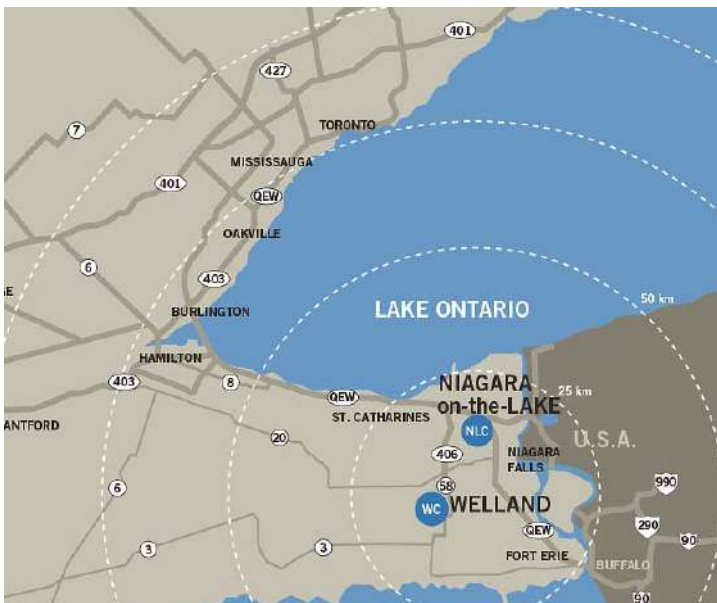 401
427
TORONTO
7
MISSISSAUGA
401
QEW
OAKVILLE
6
403
BURLINGTON
LAKE ONTARIO
50 km
HAMILTON
403
8
QEW
NIAGARA
on-the-LAKE
25 km
ST. CATHARINES
NLC
ANTFORD
20
U.S.A.
406
NIAGARA
FALLS
6
58
WC
WELLAND
990
290
QEW
3
3
90
FORT ERIE
BUFFALO
90